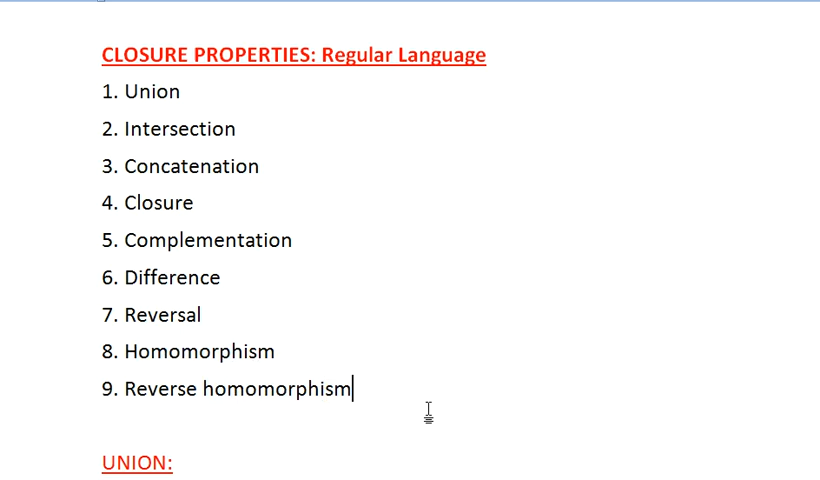 CLOSURE PROPERTIES: Regular Language
1. Union
2. Intersection
3. Concatenation
4. Closure
5. Complementation
6. Difference
7. Reversal
8. Homomorphism
9. Reverse homomorphism
UNION: